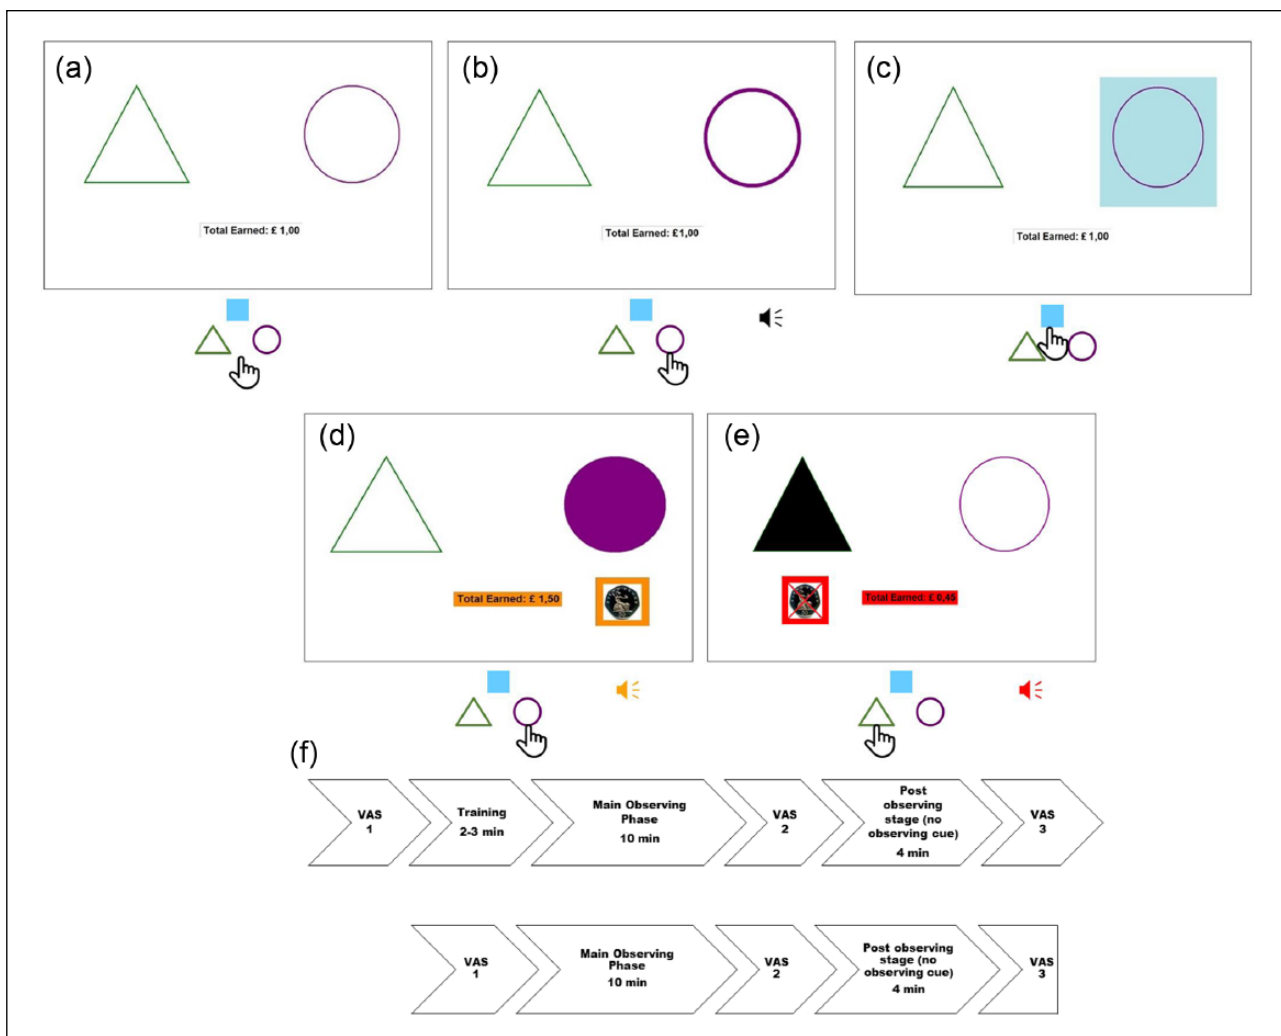 (a)
Total Earned: £ 1,00
(b)
Total Earned: £1,00
(c)
Total Earned: £ 1,00
(d)
Total Earned: £ 1,50
(e)
Total Earned: £ 0,45
(f)
VAS
1
Training
2-3 min
Main Observing
Phase
10 min
VAS
2
Post
observing
stage (no
observing cue)
4 min
VAS
3
VAS
1
Main Observing
Phase
10 min
VAS
2
Post observing
stage (no
observing cue)
4 min
VAS
3